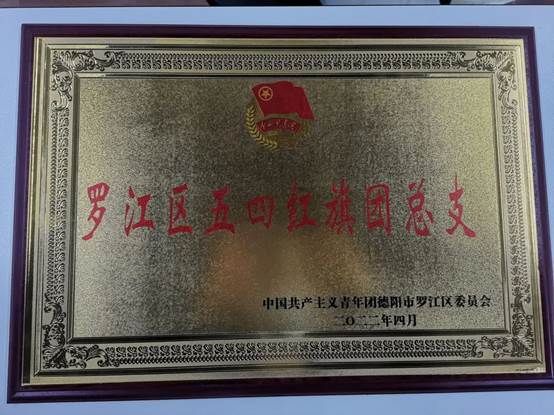 罗江区五四红旗团总支
中国共产主义青年团德阳市罗江区委员会
二〇二二年四月